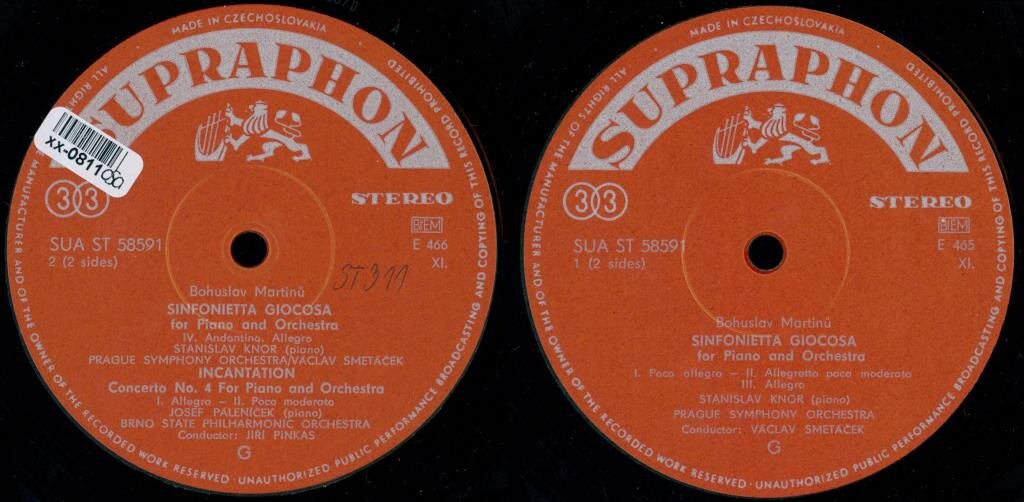 MADE IN CZECHOSLOVAKIA
SUPRAPHON
ALL RIGHTS OF THE MANUFACTURER AND OF THE OWNER OF THE RECORDED WORK RESERVED · UNAUTHORIZED PUBLIC PERFORMANCE BROADCASTING AND COPYING OF THIS RECORD PROHIBITED
xx-0811
33
STEREO
BIEM
SUA ST 58591
E 466
2 (2 sides)
XI.
ST 311
Bohuslav Martinů
SINFONIETTA GIOCOSA
for Piano and Orchestra
IV. Andantino. Allegro
STANISLAV KNOR (piano)
PRAGUE SYMPHONY ORCHESTRA/VÁCLAV SMETÁČEK
INCANTATION
Concerto No. 4 For Piano and Orchestra
I. Allegro – II. Poco moderato
JOSEF PÁLENÍČEK (piano)
BRNO STATE PHILHARMONIC ORCHESTRA
Conductor: JIŘÍ PINKAS
G
MADE IN CZECHOSLOVAKIA
SUPRAPHON
ALL RIGHTS OF THE MANUFACTURER AND OF THE OWNER OF THE RECORDED WORK RESERVED · UNAUTHORIZED PUBLIC PERFORMANCE BROADCASTING AND COPYING OF THIS RECORD PROHIBITED
33
STEREO
BIEM
SUA ST 58591
E 465
1 (2 sides)
XI.
Bohuslav Martinů
SINFONIETTA GIOCOSA
for Piano and Orchestra
I. Poco allegro – II. Allegretto poco moderato
III. Allegro
STANISLAV KNOR (piano)
PRAGUE SYMPHONY ORCHESTRA
Conductor: VÁCLAV SMETÁČEK
G